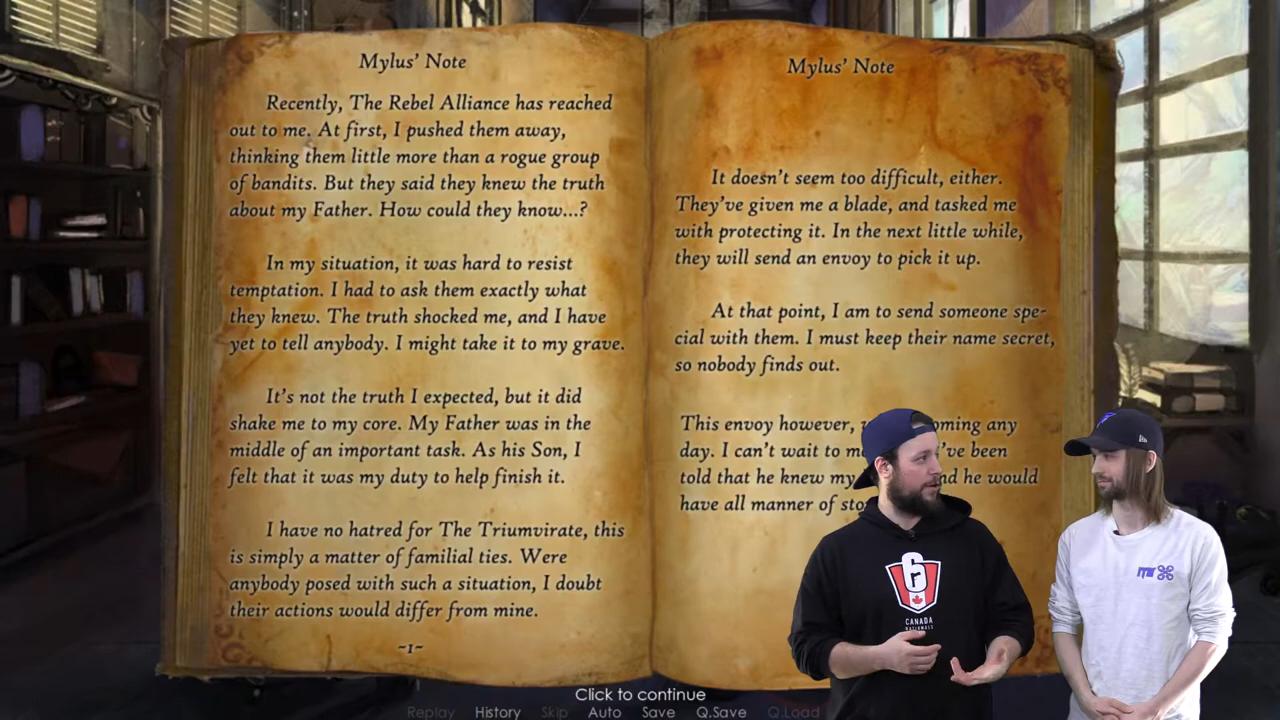 Mylus' Note
Recently, The Rebel Alliance has reached
out to me. At first, I pushed them away,
thinking them little more than a rogue group
of bandits. But they said they knew the truth
about my Father. How could they know...?
In my situation, it was hard to resist
temptation. I had to ask them exactly what
they knew. The truth shocked me, and I have
yet to tell anybody. I might take it to my grave.
It's not the truth I expected, but it did
shake me to my core. My Father was in the
middle of an important task. As his Son, I
felt that it was my duty to help finish it.
I have no hatred for The Triumvirate, this
is simply a matter of familial ties. Were
anybody posed with such a situation, I doubt
their actions would differ from mine.
~1~
Mylus' Note
It doesn't seem too difficult, either.
They've given me a blade, and tasked me
with protecting it. In the next little while,
they will send an envoy to pick it up.
At that point, I am to send someone spe-
cial with them. I must keep their name secret,
so nobody finds out.
This envoy however, oming any
day. I can't wait to 've been
told that he knew my nd he would
have all manner of
CANADA
NATIONALS
Click to continue
Replay History Skip Auto Save Q.Save Q.Load